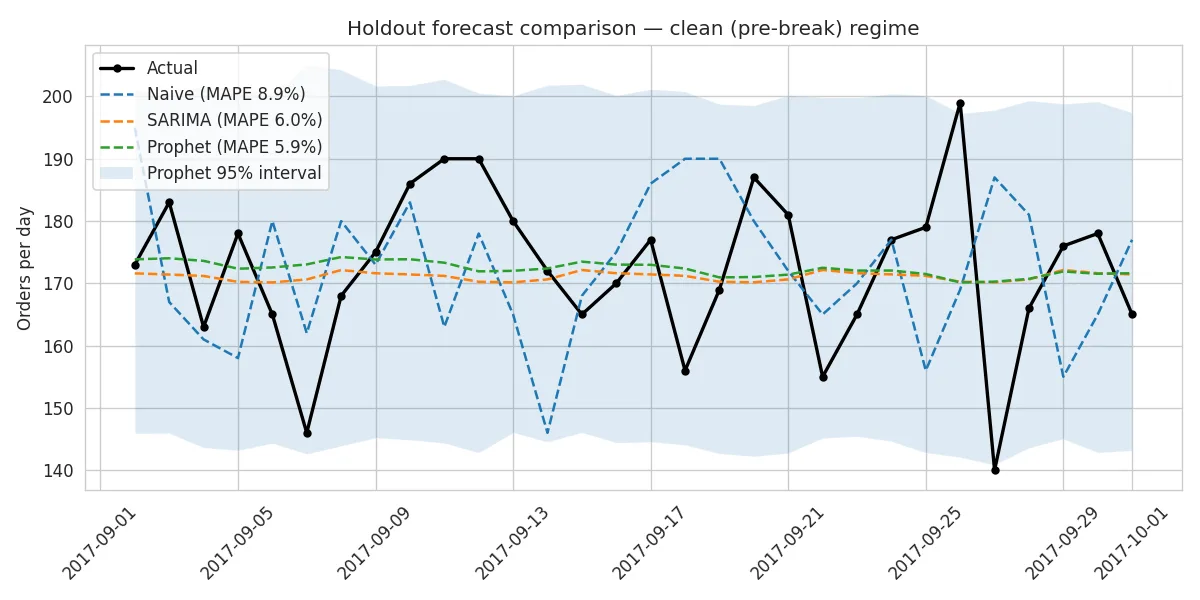 Holdout forecast comparison — clean (pre-break) regime
Actual
Naive (MAPE 8.9%)
SARIMA (MAPE 6.0%)
Prophet (MAPE 5.9%)
Prophet 95% interval
Orders per day
200
190
180
170
160
150
140
2017-09-01
2017-09-05
2017-09-09
2017-09-13
2017-09-17
2017-09-21
2017-09-25
2017-09-29
2017-10-01